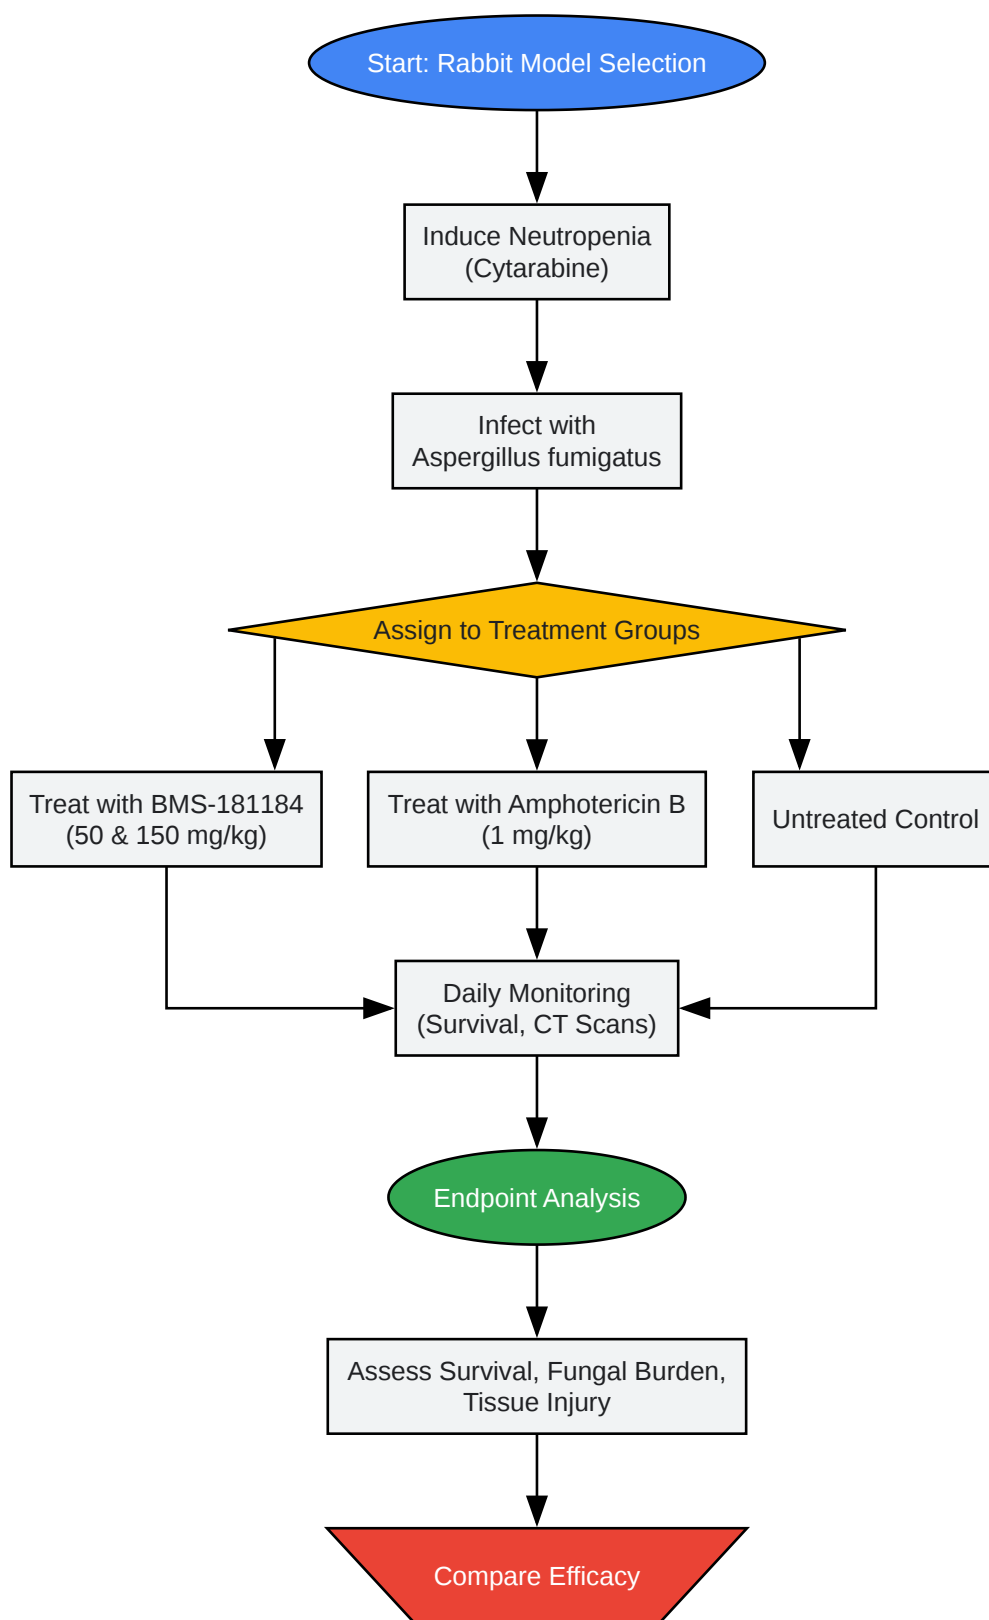 Start: Rabbit Model Selection
Induce Neutropenia
(Cytarabine)
Infect with
Aspergillus fumigatus
Assign to Treatment Groups
Treat with BMS-181184
(50 & 150 mg/kg)
Treat with Amphotericin B
(1 mg/kg)
Untreated Control
Daily Monitoring
(Survival, CT Scans)
Endpoint Analysis
Assess Survival, Fungal Burden,
Tissue Injury
Compare Efficacy